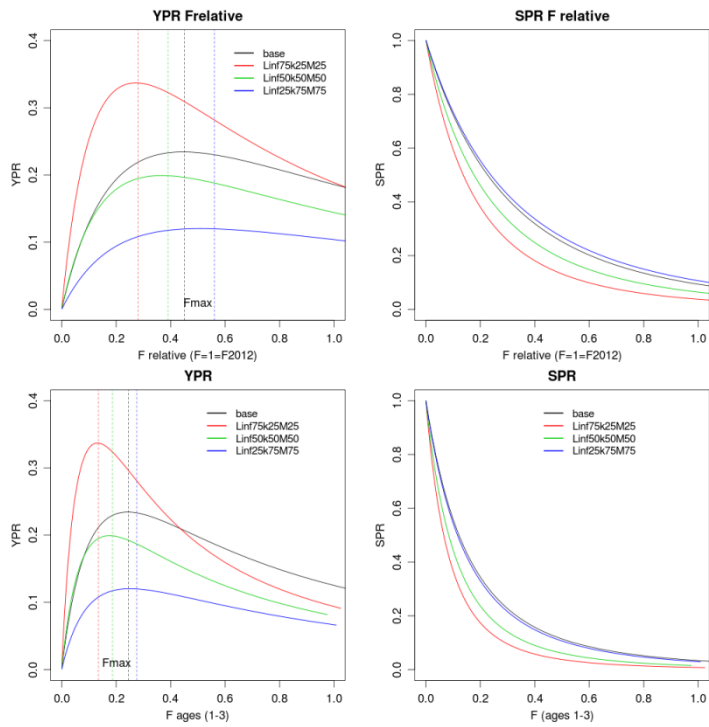 YPR Frelative
YPR
0.0 0.1 0.2 0.3 0.4
base
Linf75k25M25
Linf50k50M50
Linf25k75M75
Fmax
0.0 0.2 0.4 0.6 0.8 1.0
F relative (F=1=F2012)
SPR F relative
SPR
0.0 0.2 0.4 0.6 0.8 1.0
0.0 0.2 0.4 0.6 0.8 1.0
F relative (F=1=F2012)
YPR
YPR
0.0 0.1 0.2 0.3 0.4
base
Linf75k25M25
Linf50k50M50
Linf25k75M75
Fmax
0.0 0.2 0.4 0.6 0.8 1.0
F ages (1-3)
SPR
SPR
0.0 0.2 0.4 0.6 0.8 1.0
base
Linf75k25M25
Linf50k50M50
Linf25k75M75
0.0 0.2 0.4 0.6 0.8 1.0
F (ages 1-3)